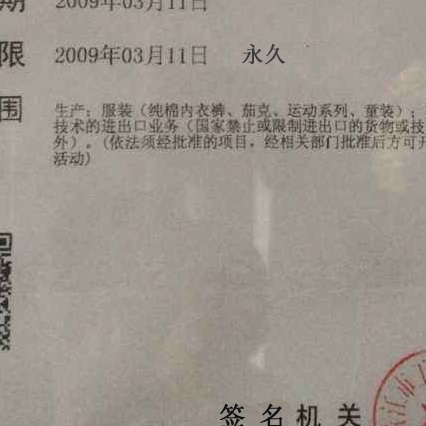 期 2009年03月11日
限 2009年03月11日 永久
围 生产：服装（纯棉内衣裤、茄克、运动系列、童装）；
技术的进出口业务（国家禁止或限制进出口的货物或技
外）。(依法须经批准的项目，经相关部门批准后方可开
活动)
签名机关
江市